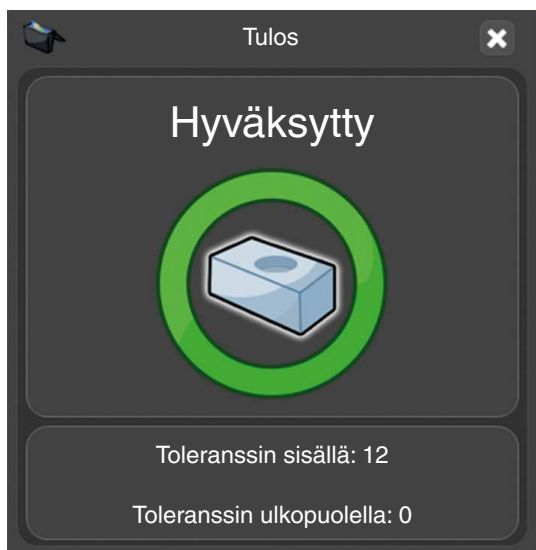 Tulos
Hyväksytty
Toleranssin sisällä: 12
Toleranssin ulkopuolella: 0